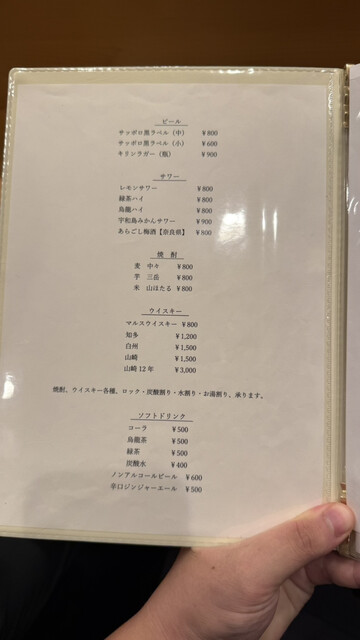 ビール
サッポロ黒ラベル（中） ¥800
サッポロ黒ラベル（小） ¥600
キリンラガー（瓶） ¥900
サワー
レモンサワー ¥800
緑茶ハイ ¥800
烏龍ハイ ¥800
宇和島みかんサワー ¥900
あらごし梅酒【奈良県】 ¥800
焼 酎
麦 中々 ¥800
芋 三岳 ¥800
米 山ほたる ¥800
ウイスキー
マルスウイスキー ¥800
知多 ¥1,200
白州 ¥1,500
山崎 ¥1,500
山崎12年 ¥3,000
焼酎、ウイスキー各種、ロック・炭酸割り・水割り・お湯割り、承ります。
ソフトドリンク
コーラ ¥500
烏龍茶 ¥500
緑茶 ¥500
炭酸水 ¥400
ノンアルコールビール ¥600
辛口ジンジャーエール ¥500